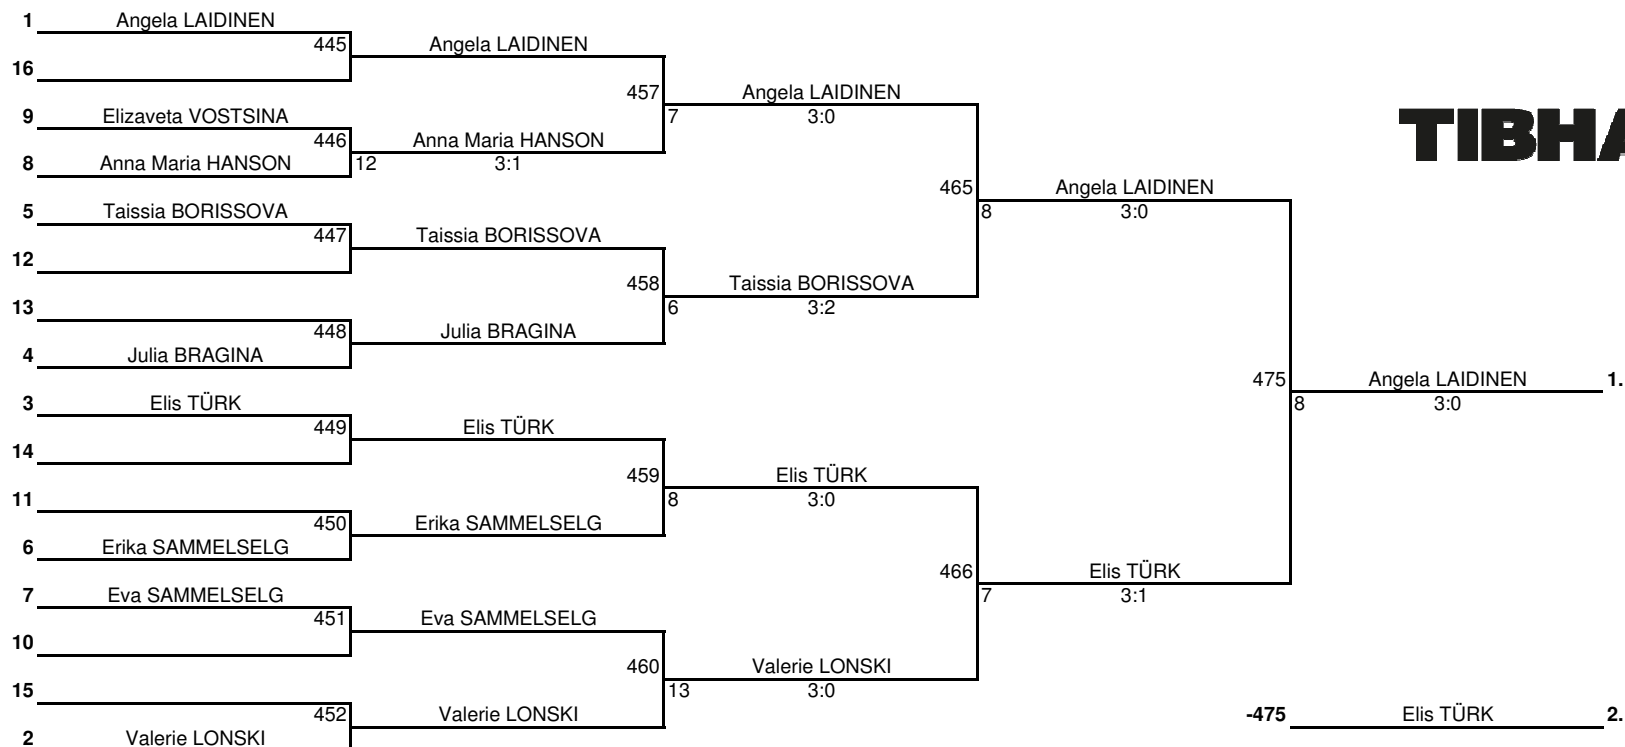 1 Angela LAIDINEN
445 Angela LAIDINEN
16
457 Angela LAIDINEN
7 3:0
9 Elizaveta VOSTSINA
446 Anna Maria HANSON
8 Anna Maria HANSON 12 3:1
465 Angela LAIDINEN
8 3:0
5 Taissia BORISSOVA
447 Taissia BORISSOVA
12
458 Taissia BORISSOVA
6 3:2
13
448 Julia BRAGINA
4 Julia BRAGINA
475 Angela LAIDINEN 1.
8 3:0
3 Elis TÜRK
449 Elis TÜRK
14
459 Elis TÜRK
8 3:0
11
450 Erika SAMMELSELG
6 Erika SAMMELSELG
466 Elis TÜRK
7 3:1
7 Eva SAMMELSELG
451 Eva SAMMELSELG
10
460 Valerie LONSKI
13 3:0
15
452 Valerie LONSKI
2 Valerie LONSKI
-475 Elis TÜRK 2.